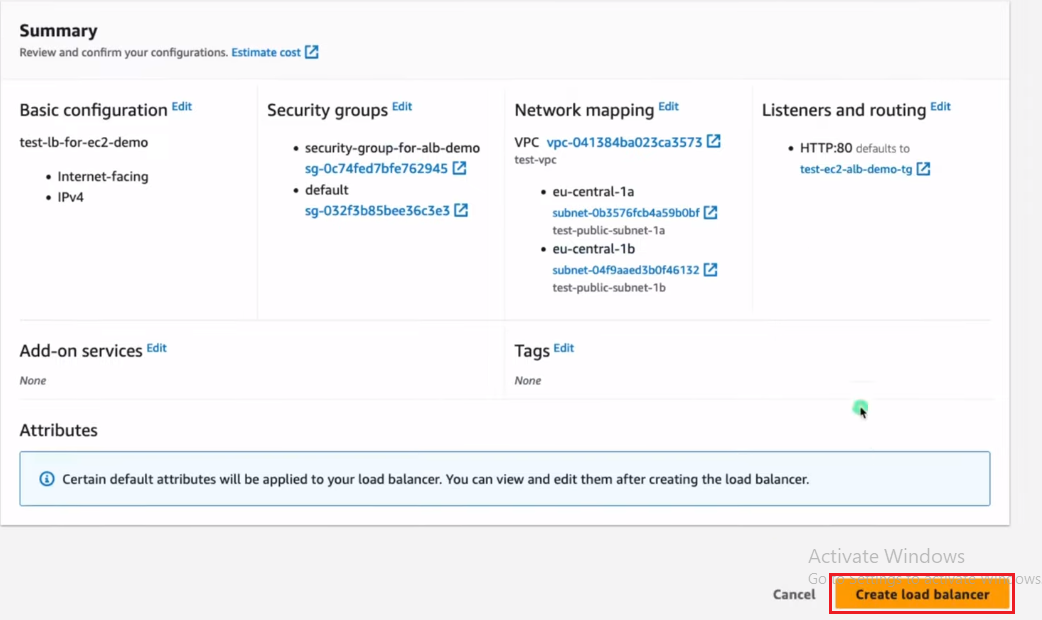 Summary
Review and confirm your configurations. Estimate cost
Basic configuration Edit
test-lb-for-ec2-demo
• Internet-facing
• IPv4
Security groups Edit
• security-group-for-alb-demo
sg-0c74fed7bfe762945
• default
sg-032f3b85bee36c3e3
Network mapping Edit
VPC vpc-041384ba023ca3573
test-vpc
• eu-central-1a
subnet-0b3576fcb4a59b0bf
test-public-subnet-1a
• eu-central-1b
subnet-04f9aaed3b0f46132
test-public-subnet-1b
Listeners and routing Edit
• HTTP:80 defaults to
test-ec2-alb-demo-tg
Add-on services Edit
None
Tags Edit
None
Attributes
Certain default attributes will be applied to your load balancer. You can view and edit them after creating the load balancer.
Activate Windows
Go to Settings to activate Windows
Cancel
Create load balancer